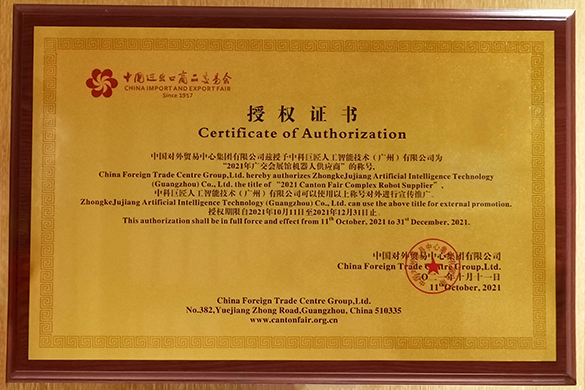 中国进出口商品交易会
CHINA IMPORT AND EXPORT FAIR
Since 1957
授权证书
Certificate of Authorization
中国对外贸易中心集团有限公司兹授予中科巨匠人工智能技术(广州)有限公司为
“2021年广交会展馆机器人供应商”的称号,
China Foreign Trade Centre Group,Ltd. hereby authorizes ZhongkeJujiang Artificial Intelligence Technology
(Guangzhou) Co., Ltd. the title of “2021 Canton Fair Complex Robot Supplier”、
中科巨匠人工智能技术(广州)有限公司可以使用以上称号对外进行宣传推广。
ZhongkeJujiang Artificial Intelligence Technology (Guangzhou) Co., Ltd. can use the above title for external promotion.
授权期限自2021年10月11日至2021年12月31日止。
This authorization shall be in full force and effect from 11th October, 2021 to 31st December, 2021.
中国对外贸易中心集团有限公司
China Foreign Trade Centre Group,Ltd.
二〇二一年十月十一日
11th October, 2021
China Foreign Trade Centre Group,Ltd.
No.382,Yuejiang Zhong Road,Guangzhou, China 510335
www.cantonfair.org.cn